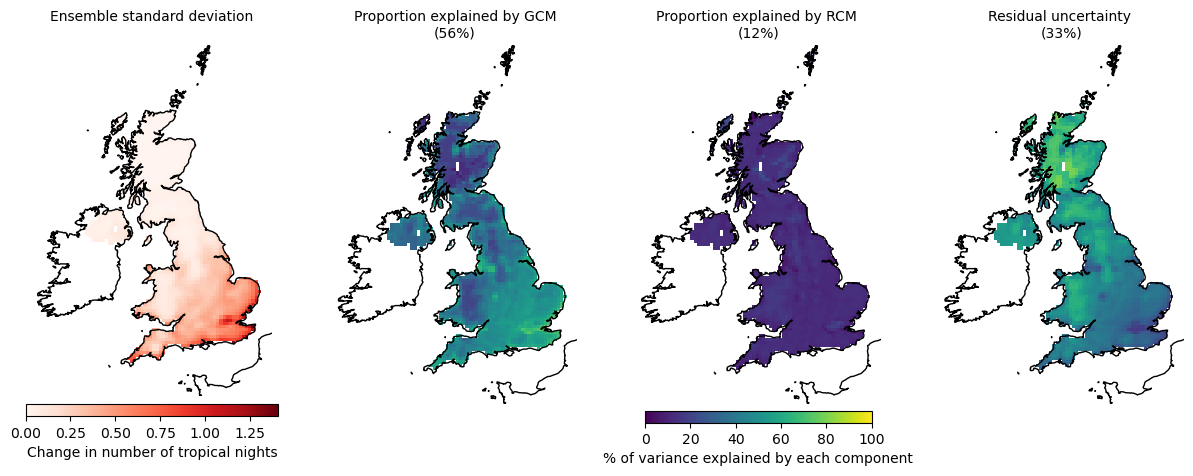 Ensemble standard deviation
Proportion explained by GCM
(56%)
Proportion explained by RCM
(12%)
Residual uncertainty
(33%)
0.00 0.25 0.50 0.75 1.00 1.25
Change in number of tropical nights
0 20 40 60 80 100
% of variance explained by each component